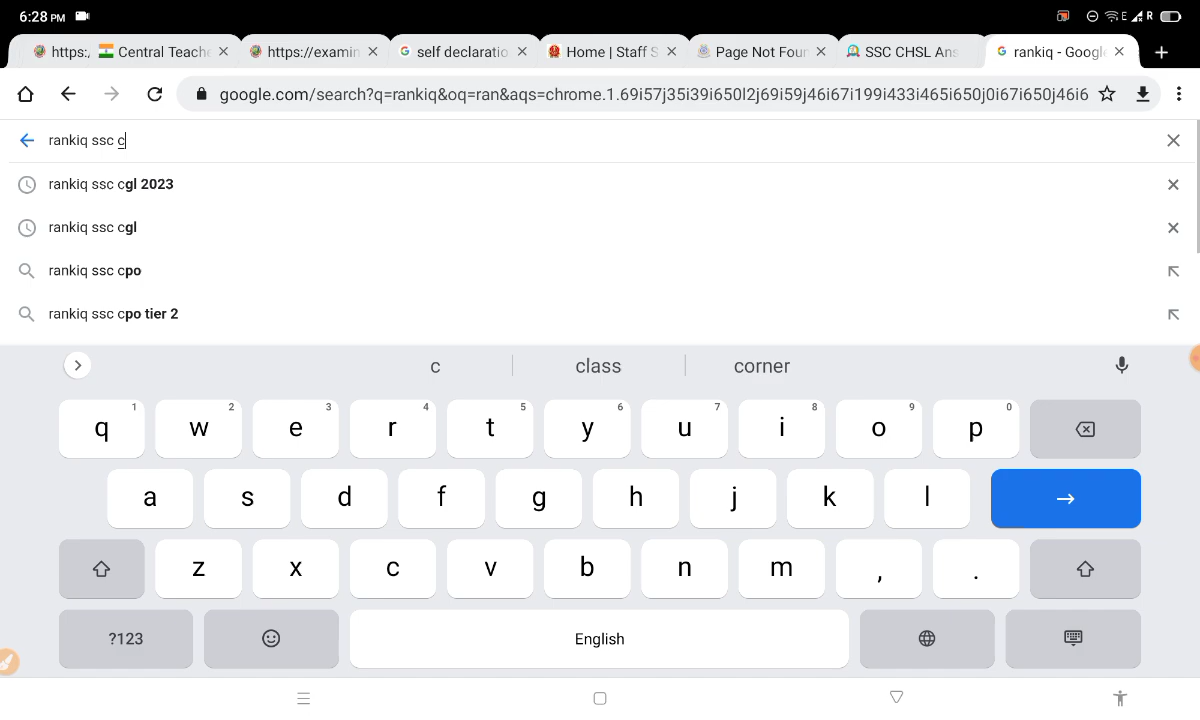 6:28 PM E R
https:, Central Teache https://examin self declaratio Home | Staff S Page Not Foun SSC CHSL Ans rankiq - Google
google.com/search?q=rankiq&oq=ran&aqs=chrome.1.69i57j35i39i650l2j69i59j46i67i199i433i465i650j0i67i650j46i6
rankiq ssc c
rankiq ssc cgl 2023
rankiq ssc cgl
rankiq ssc cpo
rankiq ssc cpo tier 2
c class corner
1 2 3 4 5 6 7 8 9 0
q w e r t y u i o p
a s d f g h j k l
z x c v b n m , .
?123 English